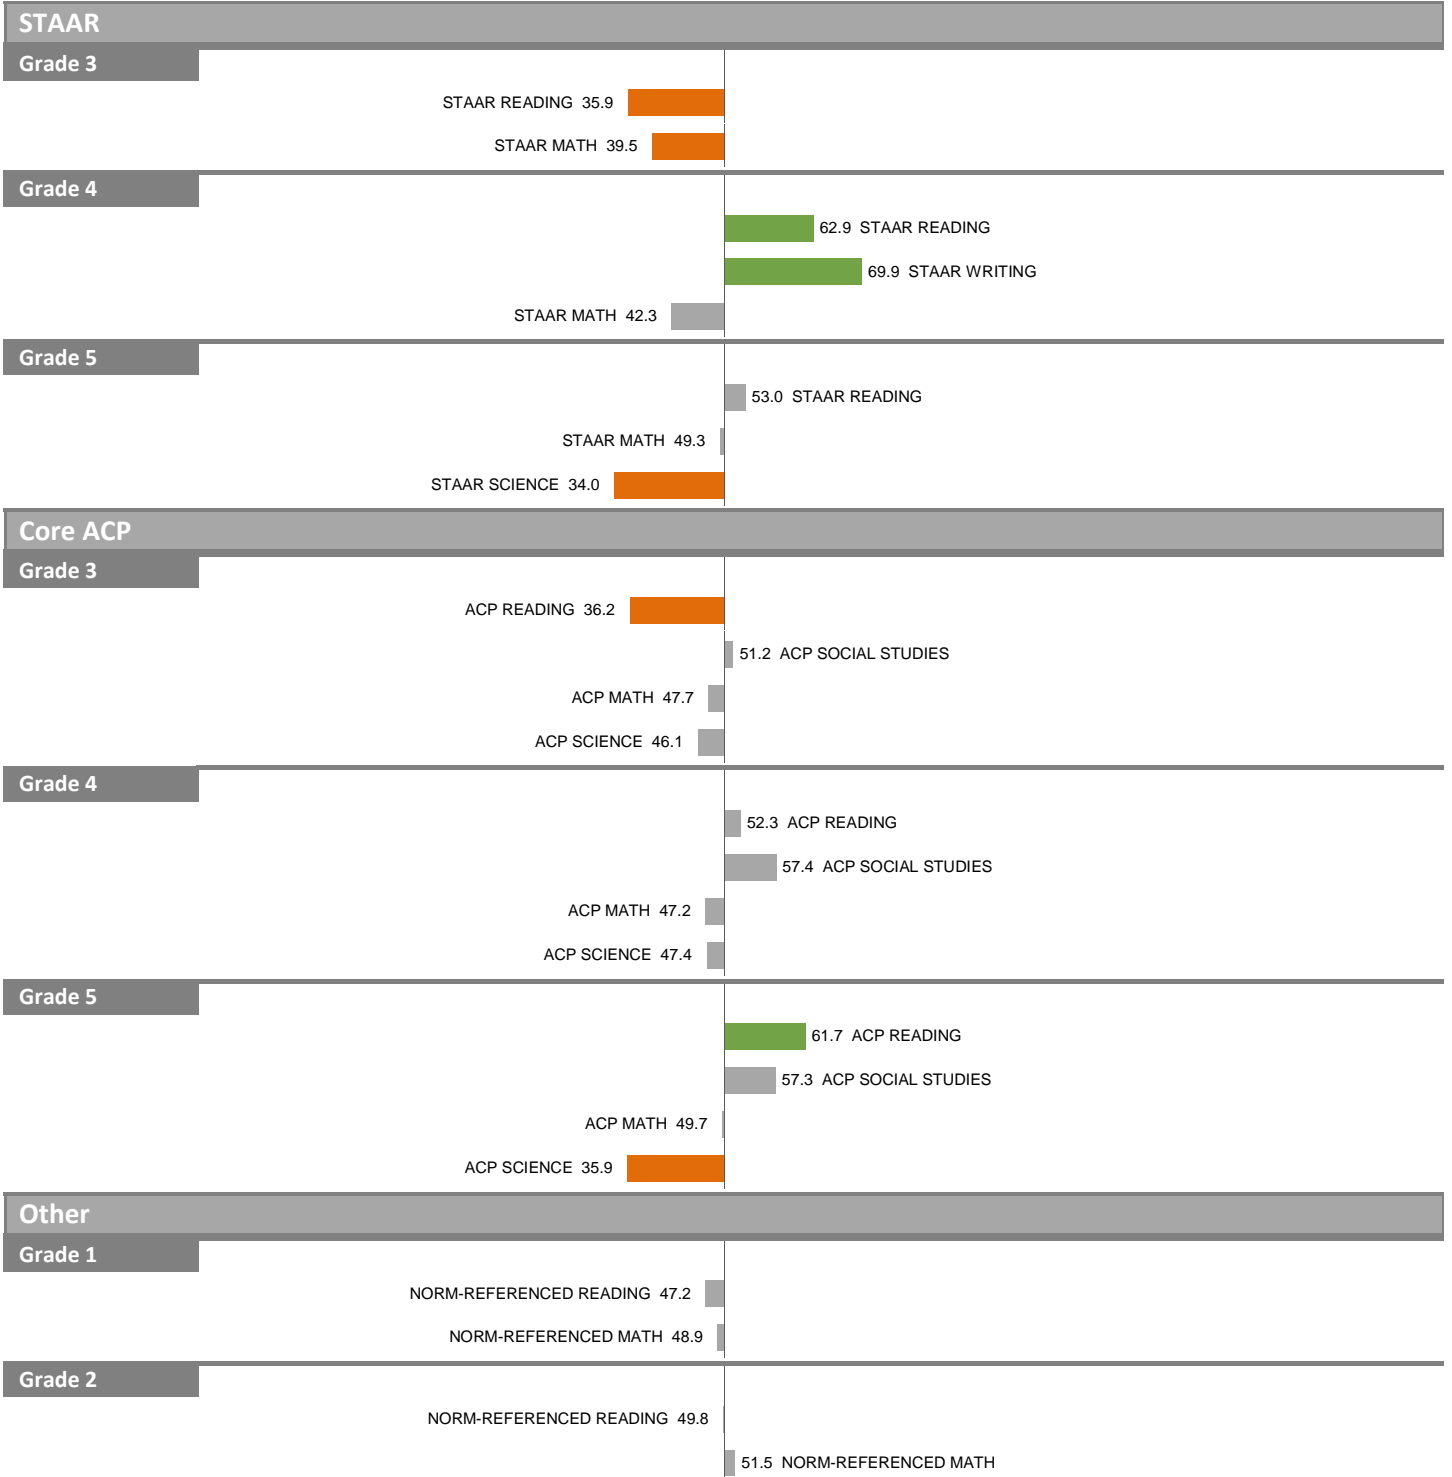 STAAR
Grade 3
STAAR READING 35.9
STAAR MATH 39.5
Grade 4
62.9 STAAR READING
69.9 STAAR WRITING
STAAR MATH 42.3
Grade 5
53.0 STAAR READING
STAAR MATH 49.3
STAAR SCIENCE 34.0
Core ACP
Grade 3
ACP READING 36.2
51.2 ACP SOCIAL STUDIES
ACP MATH 47.7
ACP SCIENCE 46.1
Grade 4
52.3 ACP READING
57.4 ACP SOCIAL STUDIES
ACP MATH 47.2
ACP SCIENCE 47.4
Grade 5
61.7 ACP READING
57.3 ACP SOCIAL STUDIES
ACP MATH 49.7
ACP SCIENCE 35.9
Other
Grade 1
NORM-REFERENCED READING 47.2
NORM-REFERENCED MATH 48.9
Grade 2
NORM-REFERENCED READING 49.8
51.5 NORM-REFERENCED MATH